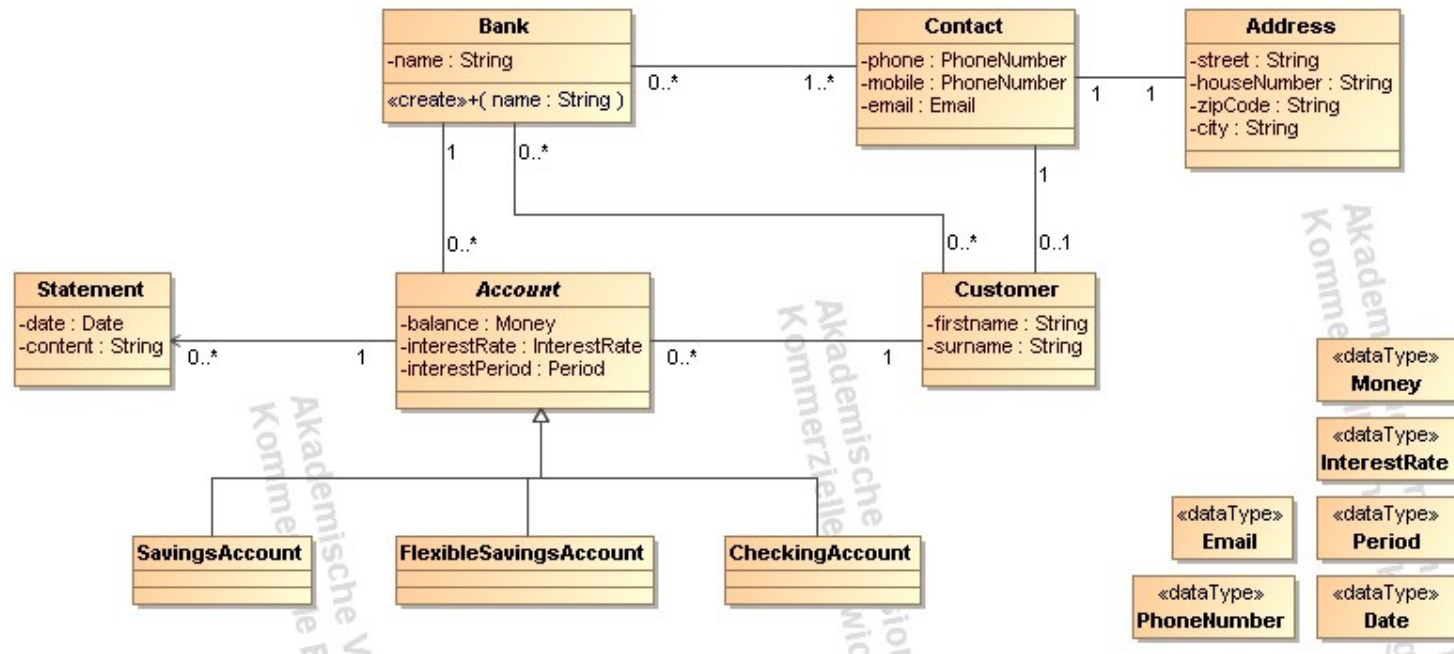 Bank
-name : String
«create»+( name : String )
Contact
-phone : PhoneNumber
-mobile : PhoneNumber
-email : Email
Address
-street : String
-houseNumber : String
-zipCode : String
-city : String
0..*
1..*
1
1
1
0..*
1
0..*
0..*
0..1
Statement
-date : Date
-content : String
Account
-balance : Money
-interestRate : InterestRate
-interestPeriod : Period
Customer
-firstname : String
-surname : String
0..*
1
0..*
1
SavingsAccount
FlexibleSavingsAccount
CheckingAccount
«dataType»
Money
«dataType»
InterestRate
«dataType»
Email
«dataType»
Period
«dataType»
PhoneNumber
«dataType»
Date
Akademische
Akademische
Kommerzielle